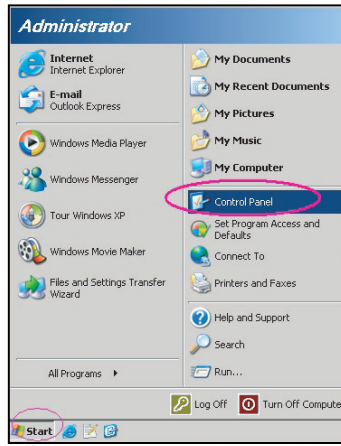 Administrator
Internet
Internet Explorer
E-mail
Outlook Express
Windows Media Player
Windows Messenger
Tour Windows XP
Windows Movie Maker
Files and Settings Transfer
Wizard
All Programs
My Documents
My Recent Documents
My Pictures
My Music
My Computer
Control Panel
Set Program Access and
Defaults
Connect To
Printers and Faxes
Help and Support
Search
Run...
Log Off
Turn Off Compute
Start